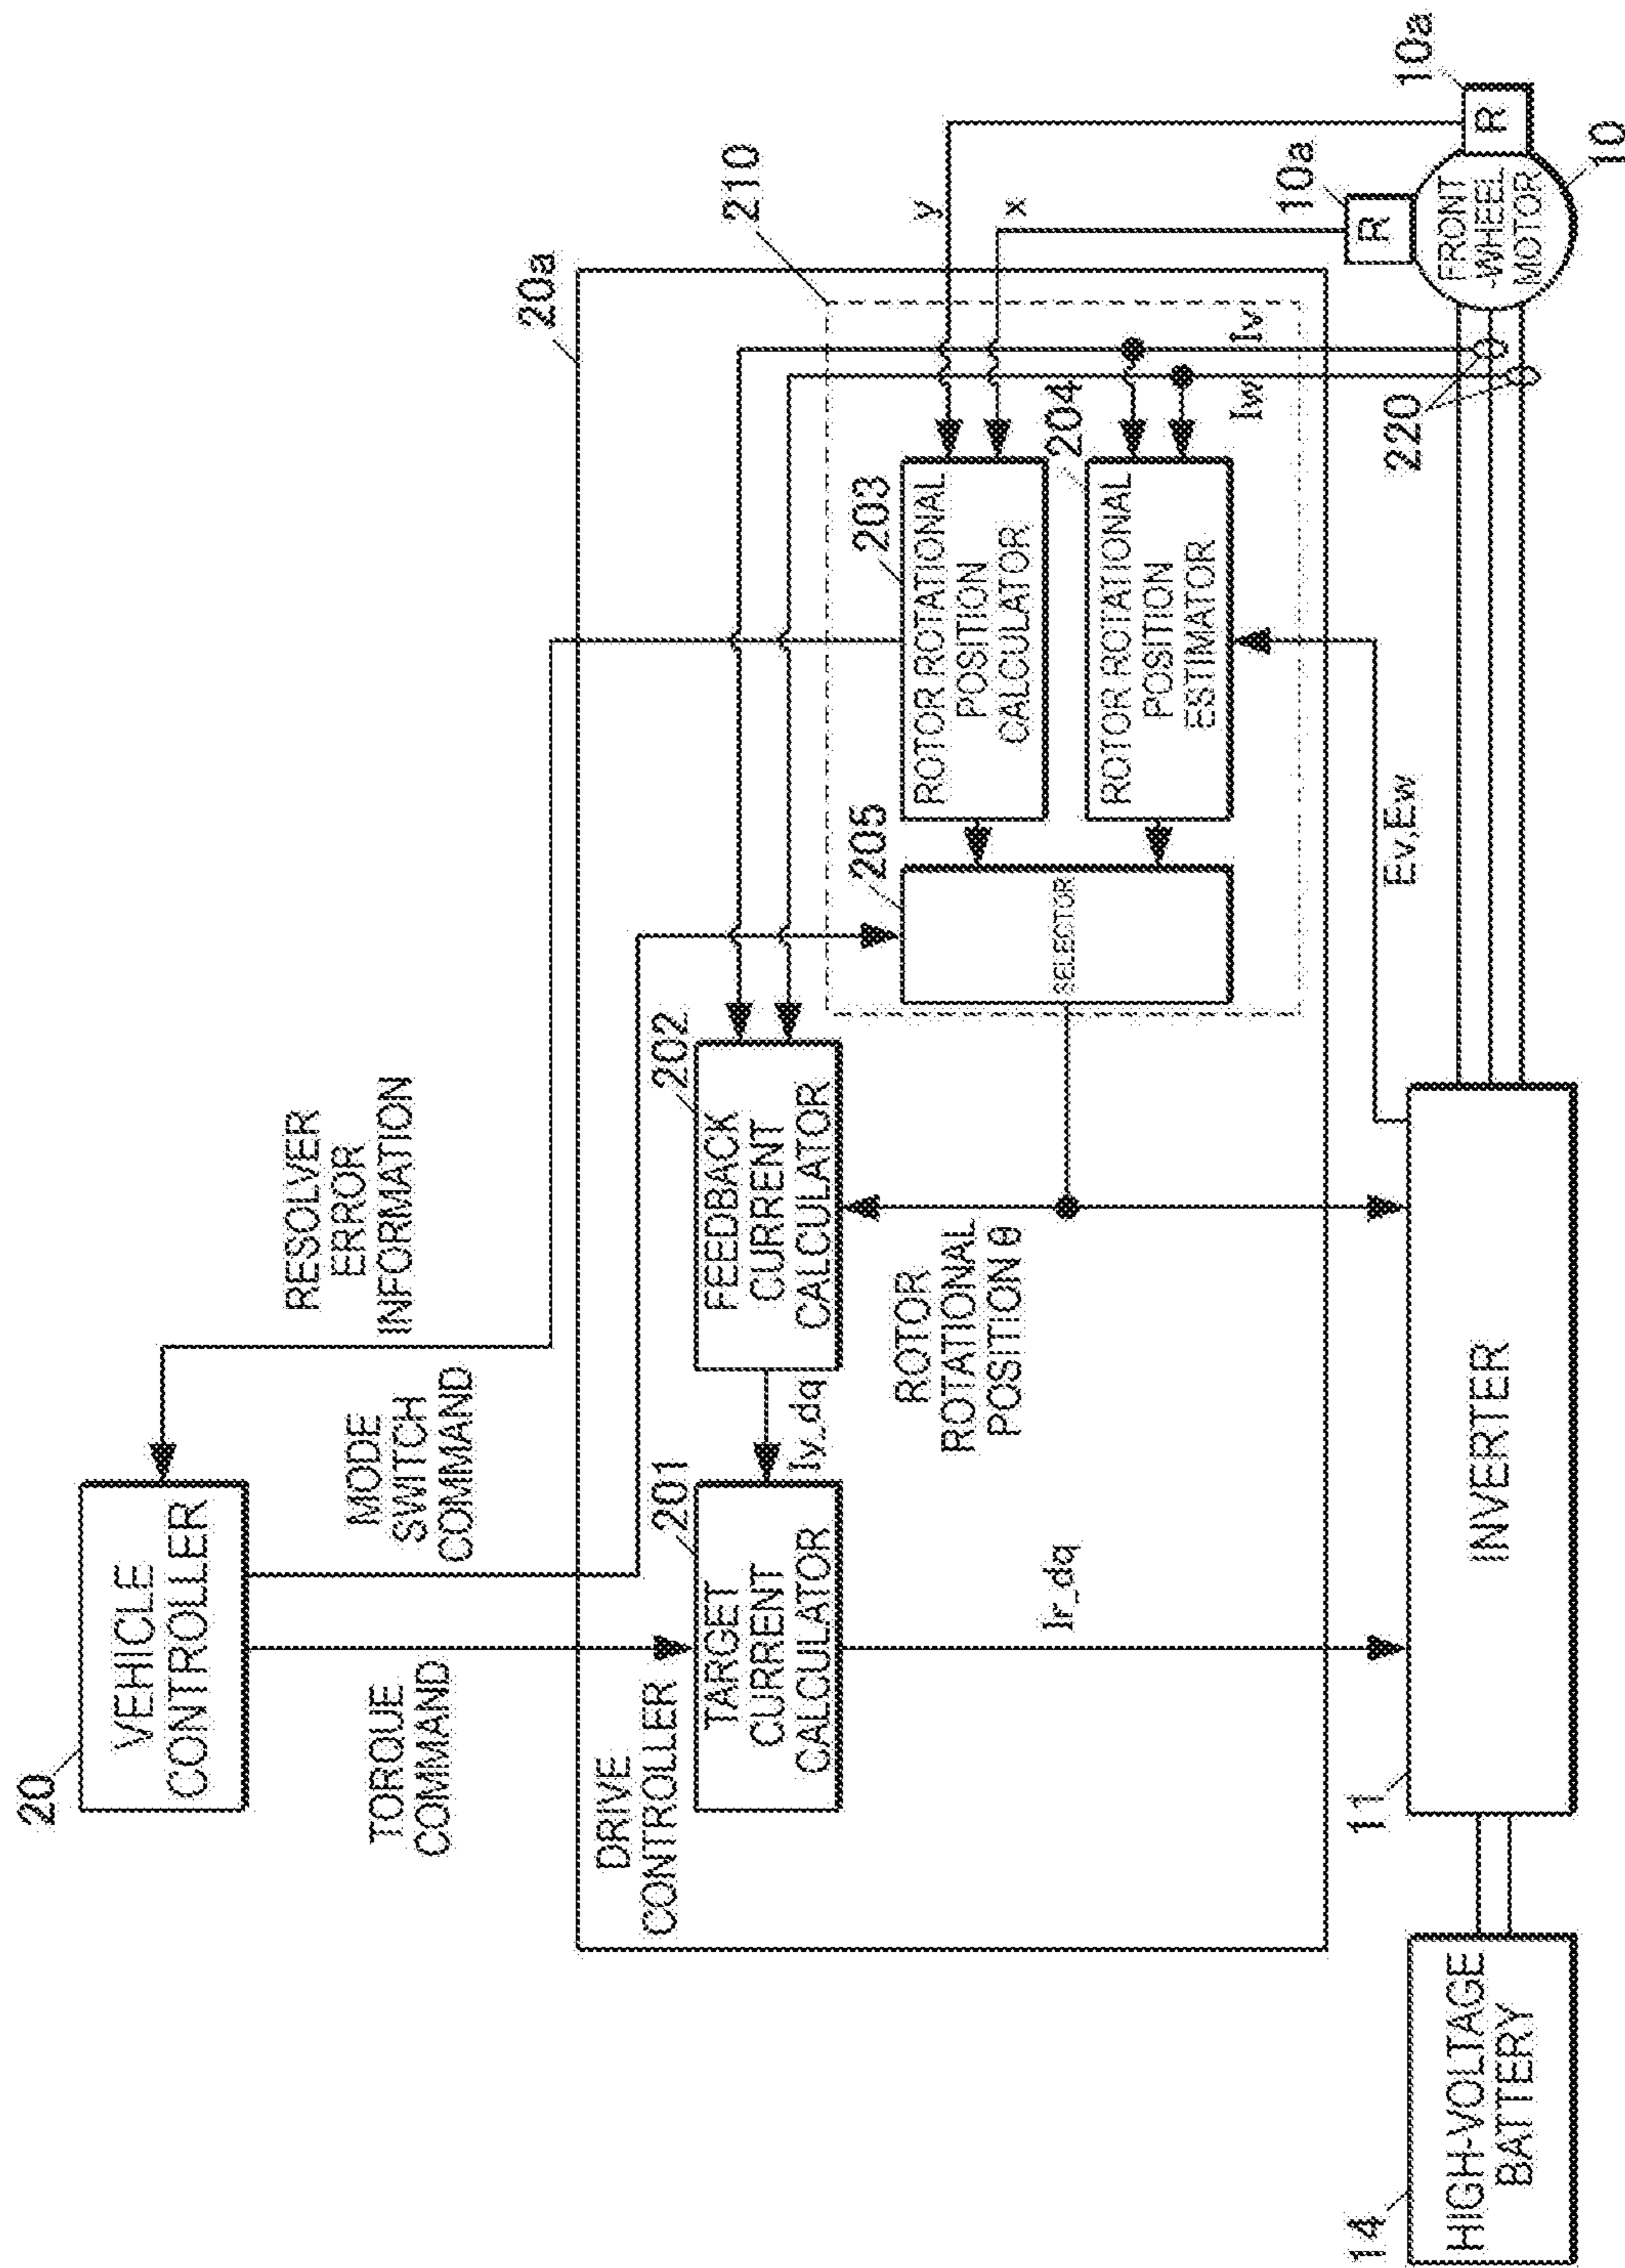 20
VEHICLE
CONTROLLER
RESOLVER
ERROR
INFORMATION
MODE
SWITCH
COMMAND
TORQUE
COMMAND
DRIVE
CONTROLLER
20a
201
TARGET
CURRENT
CALCULATOR
Iy_dq
202
FEEDBACK
CURRENT
CALCULATOR
210
205
SELECTOR
203
ROTOR ROTATIONAL
POSITION
CALCULATOR
204
ROTOR ROTATIONAL
POSITION
ESTIMATOR
y
x
Iw
Iv
ROTOR
ROTATIONAL
POSITION θ
Ir_dq
Ev,Ew
14
HIGH-VOLTAGE
BATTERY
11
INVERTER
220
10a
R
10a
R
FRONT
-WHEEL
MOTOR
10